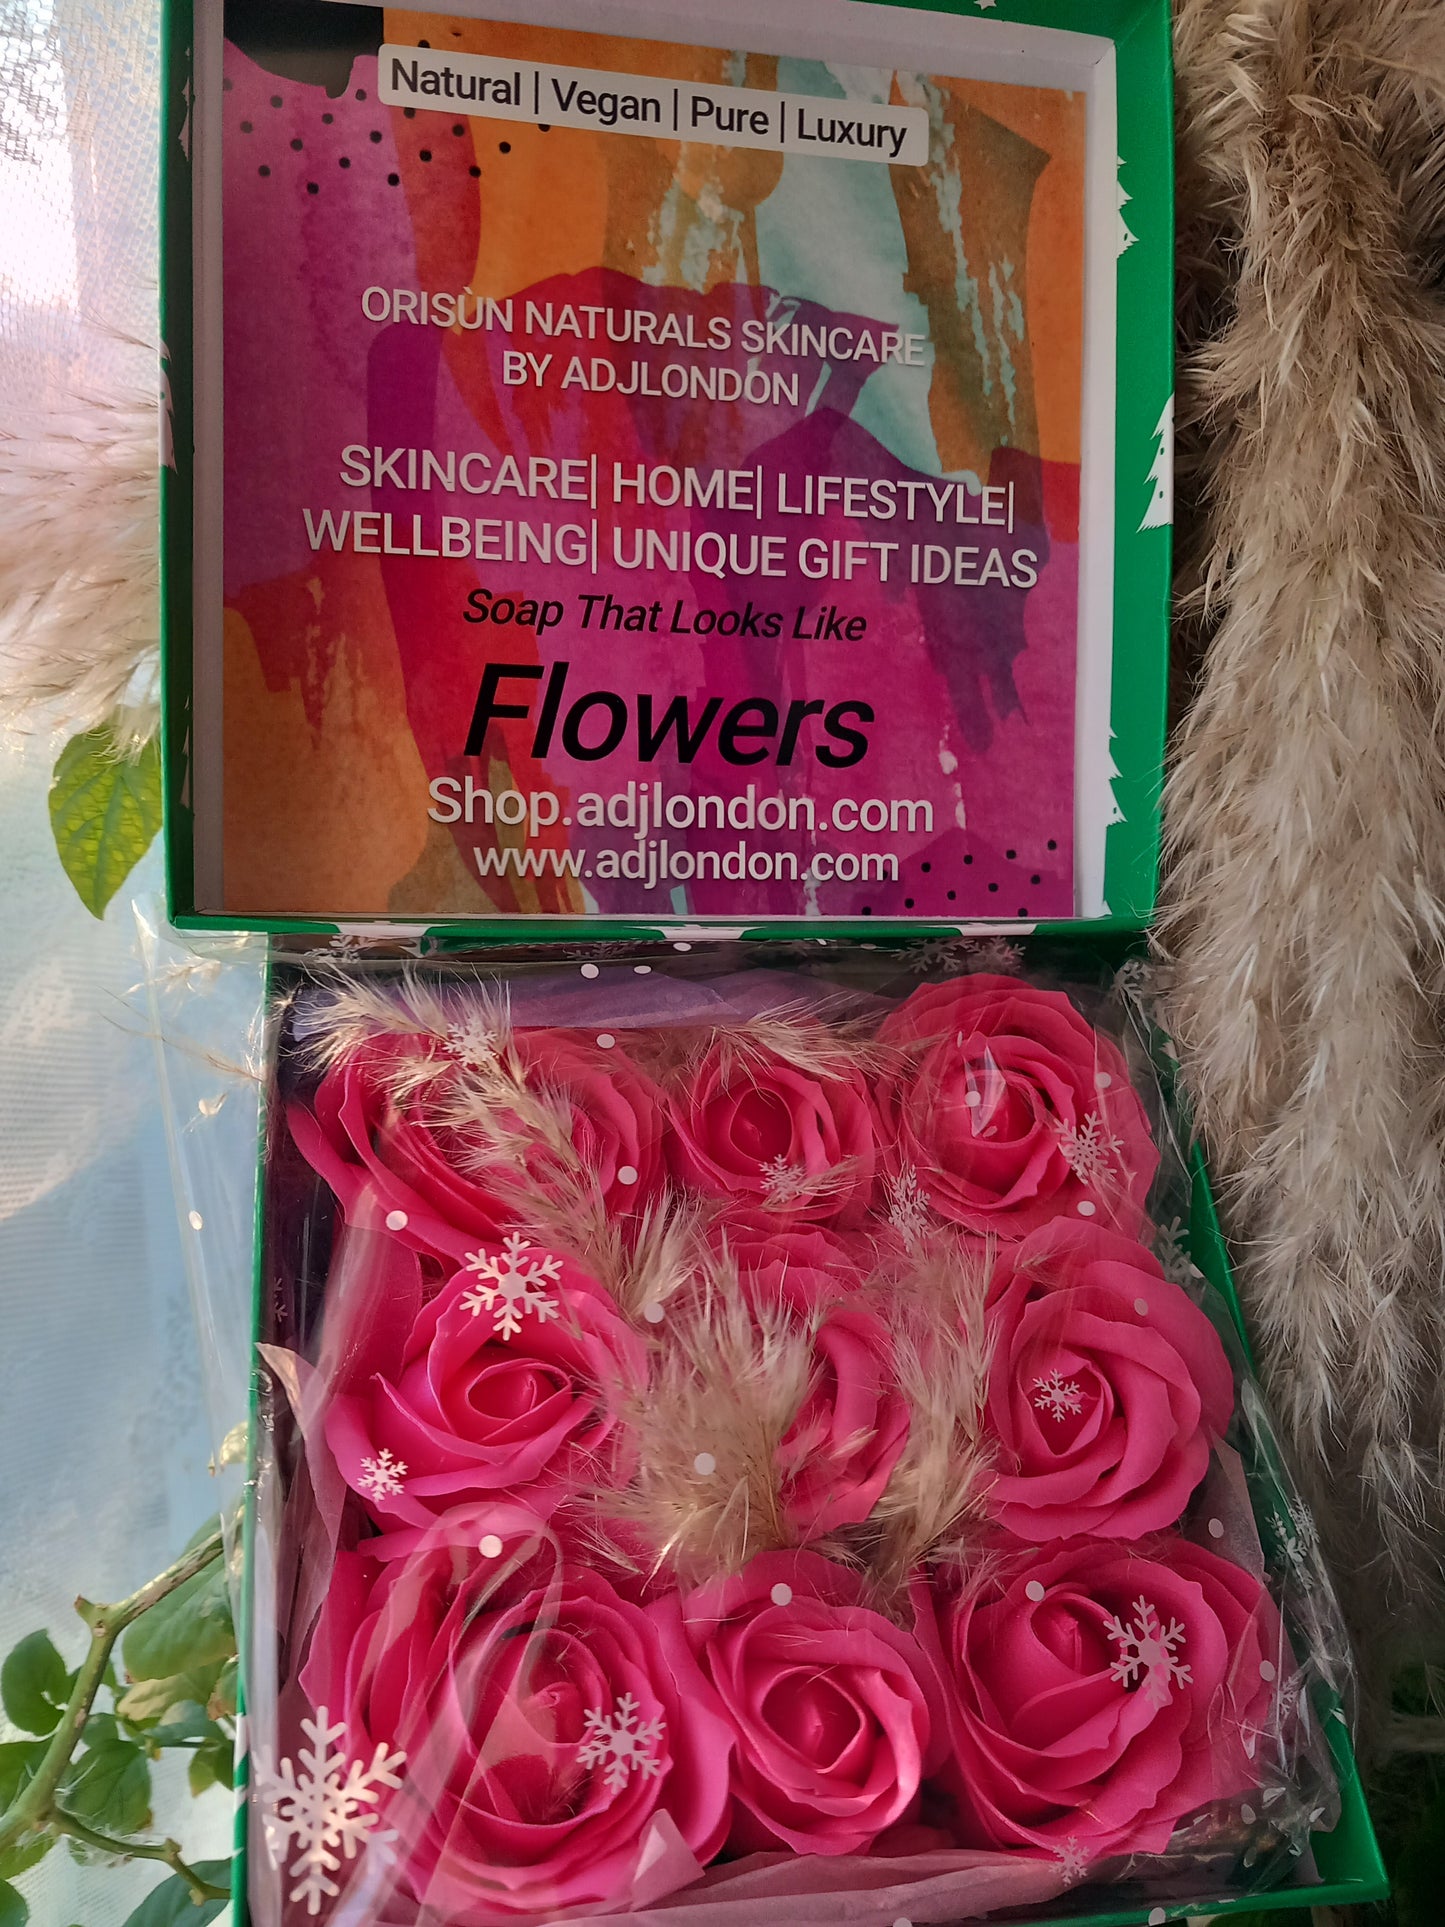 Natural | Vegan | Pure | Luxury
ORISÙN NATURALS SKINCARE
BY ADJLONDON
SKINCARE| HOME| LIFESTYLE|
WELLBEING| UNIQUE GIFT IDEAS
Soap That Looks Like
Flowers
Shop.adjlondon.com
www.adjlondon.com